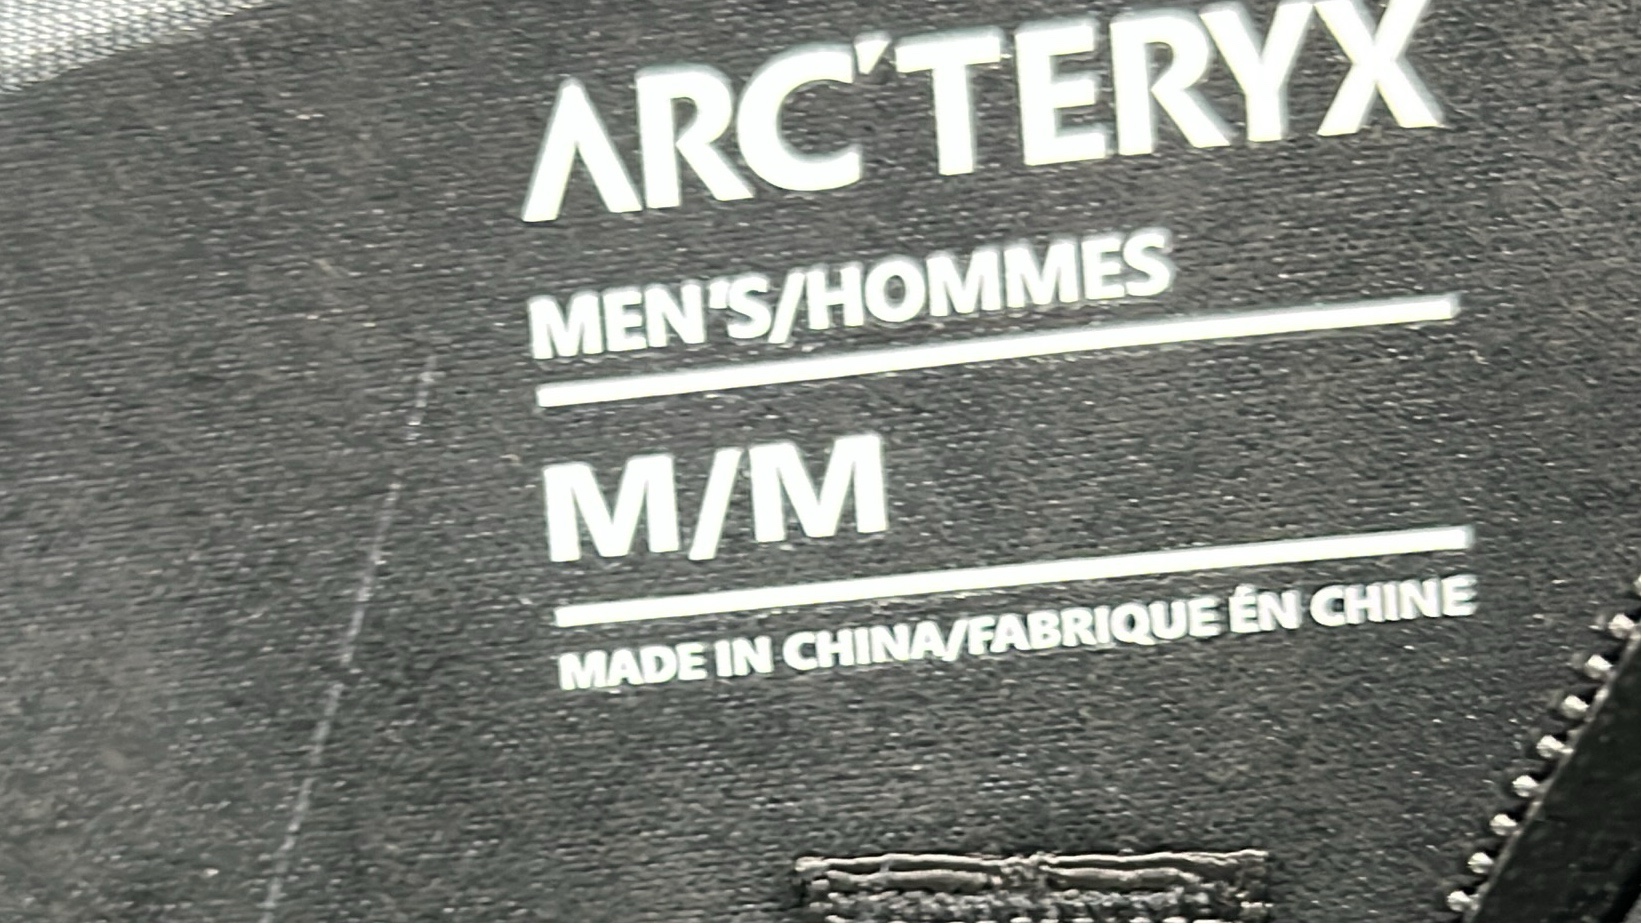 ARC'TERYX
MEN'S/HOMMES
M/M
MADE IN CHINA/FABRIQUE ÉN CHINE